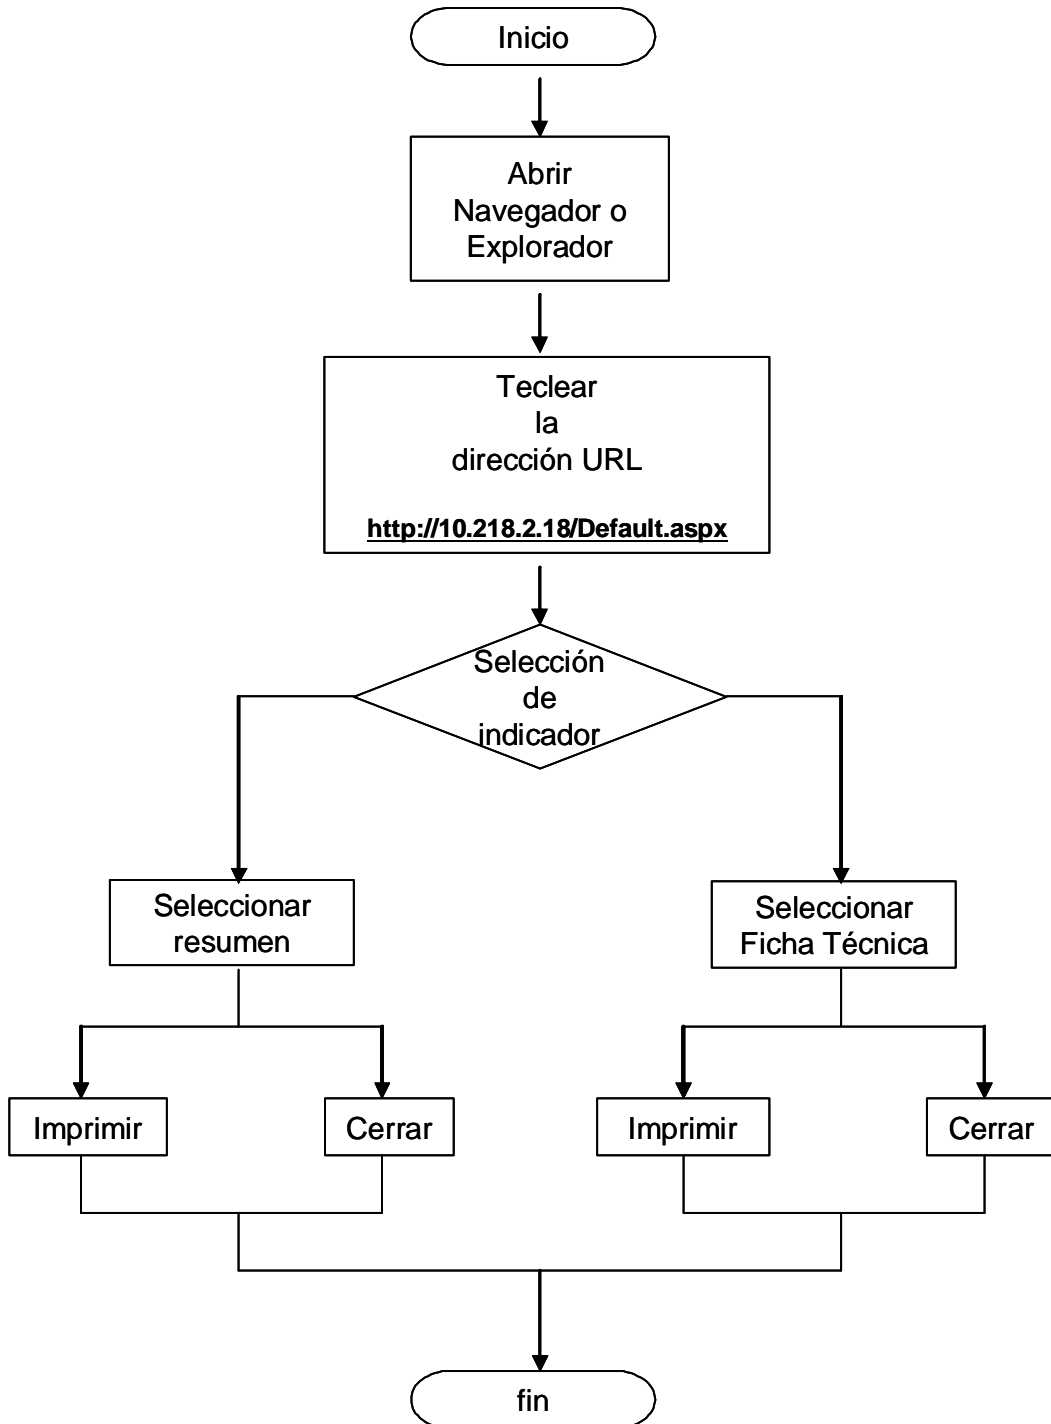 Inicio
Abrir
Navegador o
Explorador
Teclear
la
dirección URL
http://10.218.2.18/Default.aspx
Selección
de
indicador
Seleccionar
resumen
Seleccionar
Ficha Técnica
Imprimir
Cerrar
Imprimir
Cerrar
fin